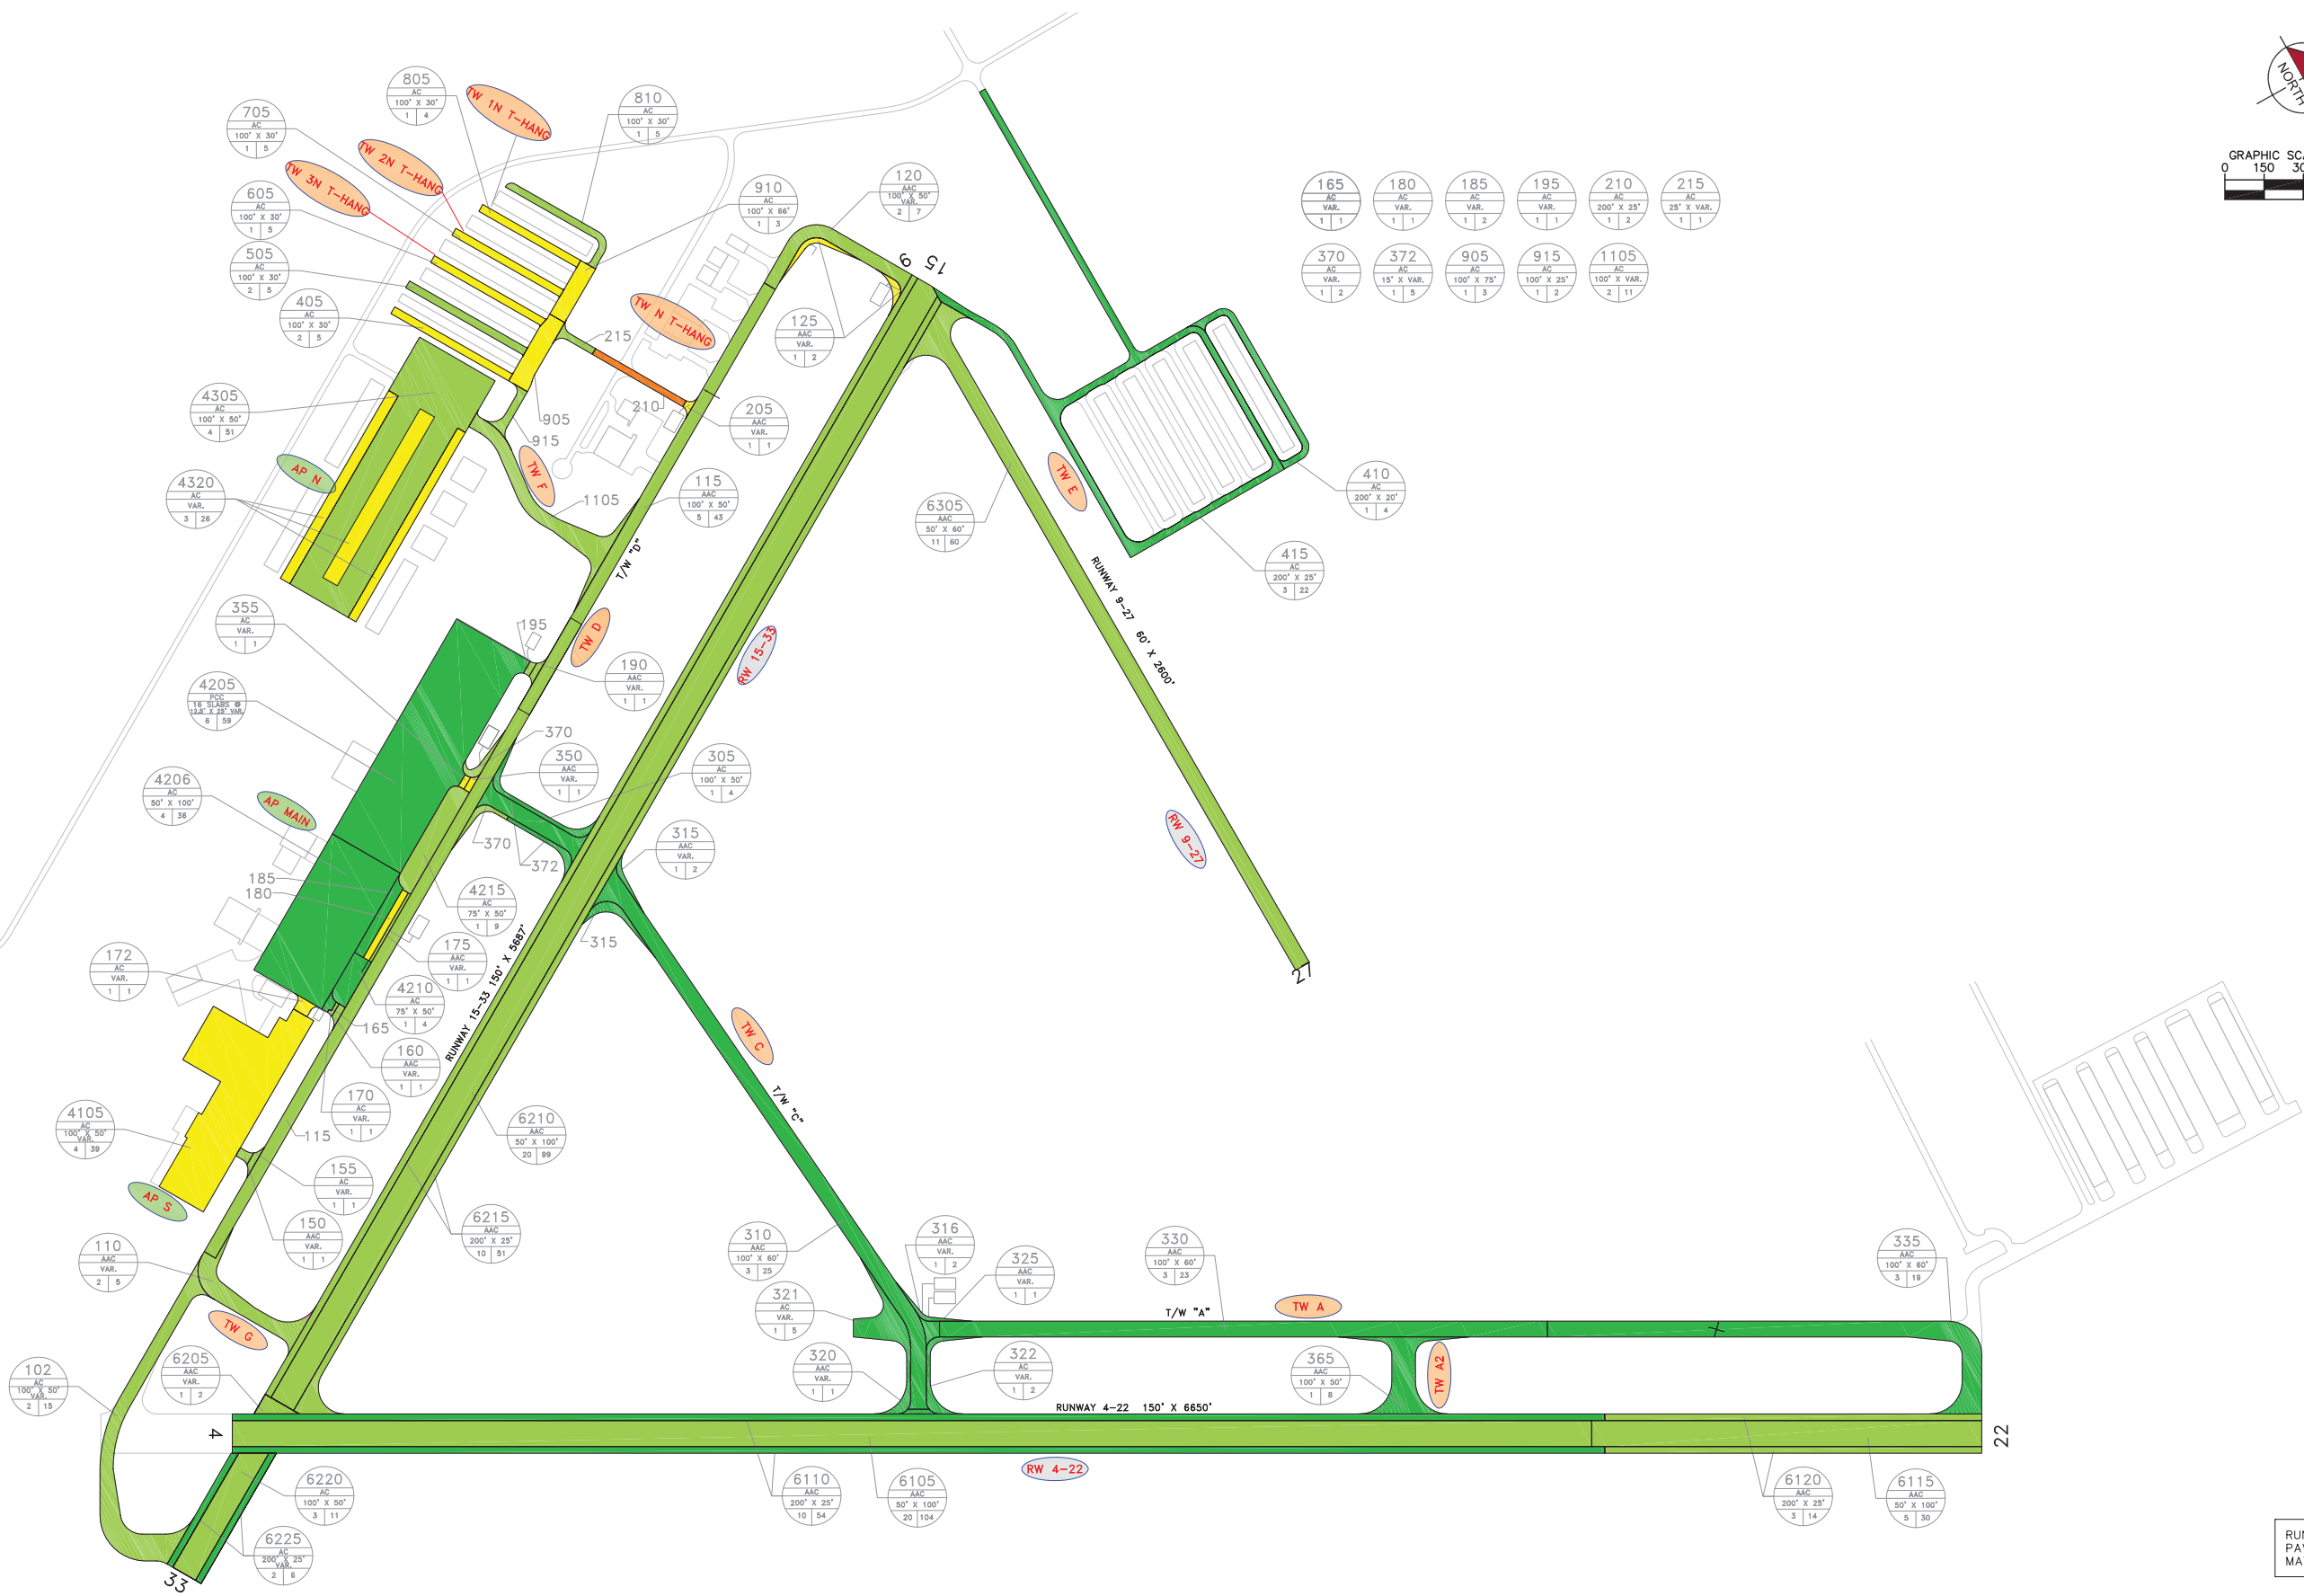 805
AC
100' X 30'
1 4
TW 1N T-HANG
810
AC
100' X 30'
1 5
705
AC
100' X 30'
1 5
TW 2N T-HANG
TW 3N T-HANG
605
AC
100' X 30'
1 5
910
AC
100' X 66'
1 3
120
AAC
100' X 50'
VAR.
2 7
NORTH
GRAPHIC SCA
0 150 30
165
AC
VAR.
1 1
180
AC
VAR.
1 1
185
AC
VAR.
1 2
195
AC
VAR.
1 1
210
AC
200' X 25'
1 2
215
AC
25' X VAR.
1 1
370
AC
VAR.
1 2
372
AC
15' X VAR.
1 5
905
AC
100' X 75'
1 3
915
AC
100' X 25'
1 2
1105
AC
100' X VAR.
2 11
505
AC
100' X 30'
2 5
405
AC
100' X 30'
2 5
TW N T-HANG
215
125
AAC
VAR.
1 2
9
15
4305
AC
100' X 50'
4 51
210
205
AAC
VAR.
1 1
905
915
AP N
TW F
4320
AC
VAR.
3 26
1105
115
AAC
100' X 50'
5 43
6305
AAC
50' X 60'
11 60
TW E
410
AC
200' X 20'
1 4
415
AC
200' X 25'
3 22
T/W "D"
RUNWAY 9-27 60' X 2600'
355
AC
VAR.
1 1
195
TW D
RW 15-33
190
AAC
VAR.
1 1
4205
PCC
16 SLABS @
12.5' X 25' VAR.
6 59
370
350
AAC
VAR.
1 1
305
AC
100' X 50'
1 4
4206
AC
50' X 100'
4 36
AP MAIN
370
372
315
AAC
VAR.
1 2
RW 9-27
185
180
4215
AC
75' X 50'
1 9
315
27
172
AC
VAR.
1 1
175
AAC
VAR.
1 1
4210
AC
75' X 50'
1 4
165
RUNWAY 15-33 150' X 5687'
TW C
160
AAC
VAR.
1 1
T/W "C"
170
AC
VAR.
1 1
4105
AC
100' X 50'
VAR.
4 39
115
6210
AAC
50' X 100'
20 99
155
AC
VAR.
1 1
AP S
150
AAC
VAR.
1 1
6215
AAC
200' X 25'
10 51
110
AAC
VAR.
2 5
310
AAC
100' X 60'
3 25
316
AAC
VAR.
1 2
325
AAC
VAR.
1 1
330
AAC
100' X 60'
3 23
335
AAC
100' X 60'
3 19
TW G
321
AC
VAR.
1 5
T/W "A"
TW A
102
AC
100' X 50'
VAR.
2 15
6205
AAC
VAR.
1 2
320
AAC
VAR.
1 1
322
AC
VAR.
1 2
365
AAC
100' X 50'
1 8
TW A2
RUNWAY 4-22 150' X 6650'
4
22
RW 4-22
6220
AC
100' X 50'
3 11
6110
AAC
200' X 25'
10 54
6105
AAC
50' X 100'
20 104
6120
AAC
200' X 25'
3 14
6115
AAC
50' X 100'
5 30
6225
AC
200' X 25'
VAR.
2 6
33
RUN
PAV
MA